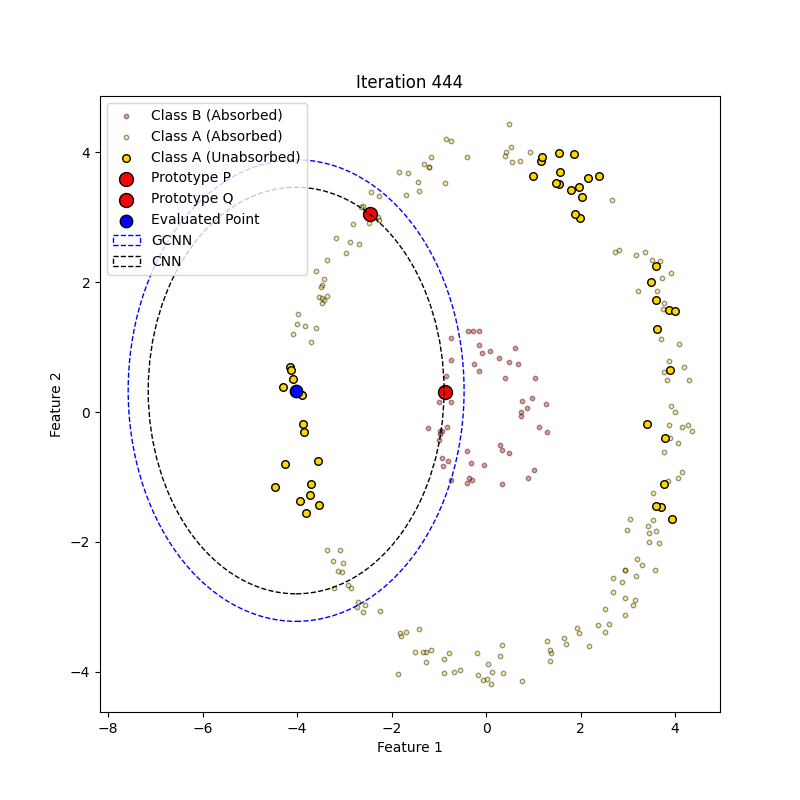 Iteration 444
Class B (Absorbed)
Class A (Absorbed)
Class A (Unabsorbed)
Prototype P
Prototype Q
Evaluated Point
GCNN
CNN
4
2
0
−2
−4
Feature 2
−8
−6
−4
−2
0
2
4
Feature 1